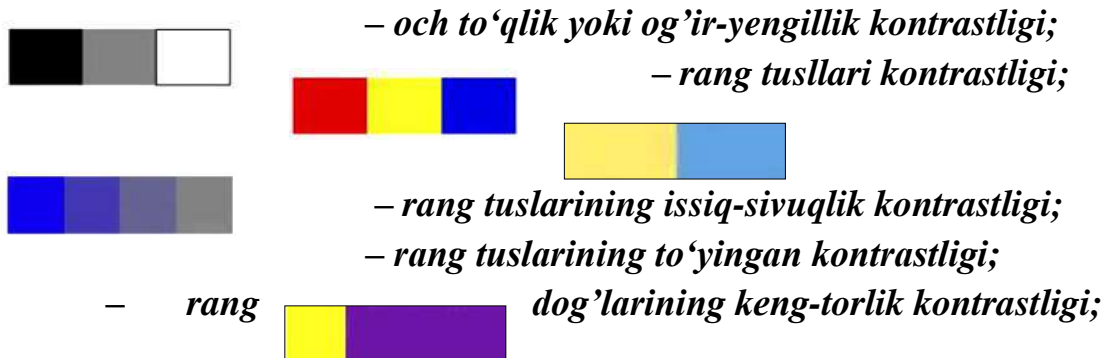 – och to‘qlik yoki og’ir-yengillik kontrastligi;
– rang tusllari kontrastligi;
– rang tuslarining issiq-sivuqlik kontrastligi;
– rang tuslarining to‘yingan kontrastligi;
– rang dog’larining keng-torlik kontrastligi;